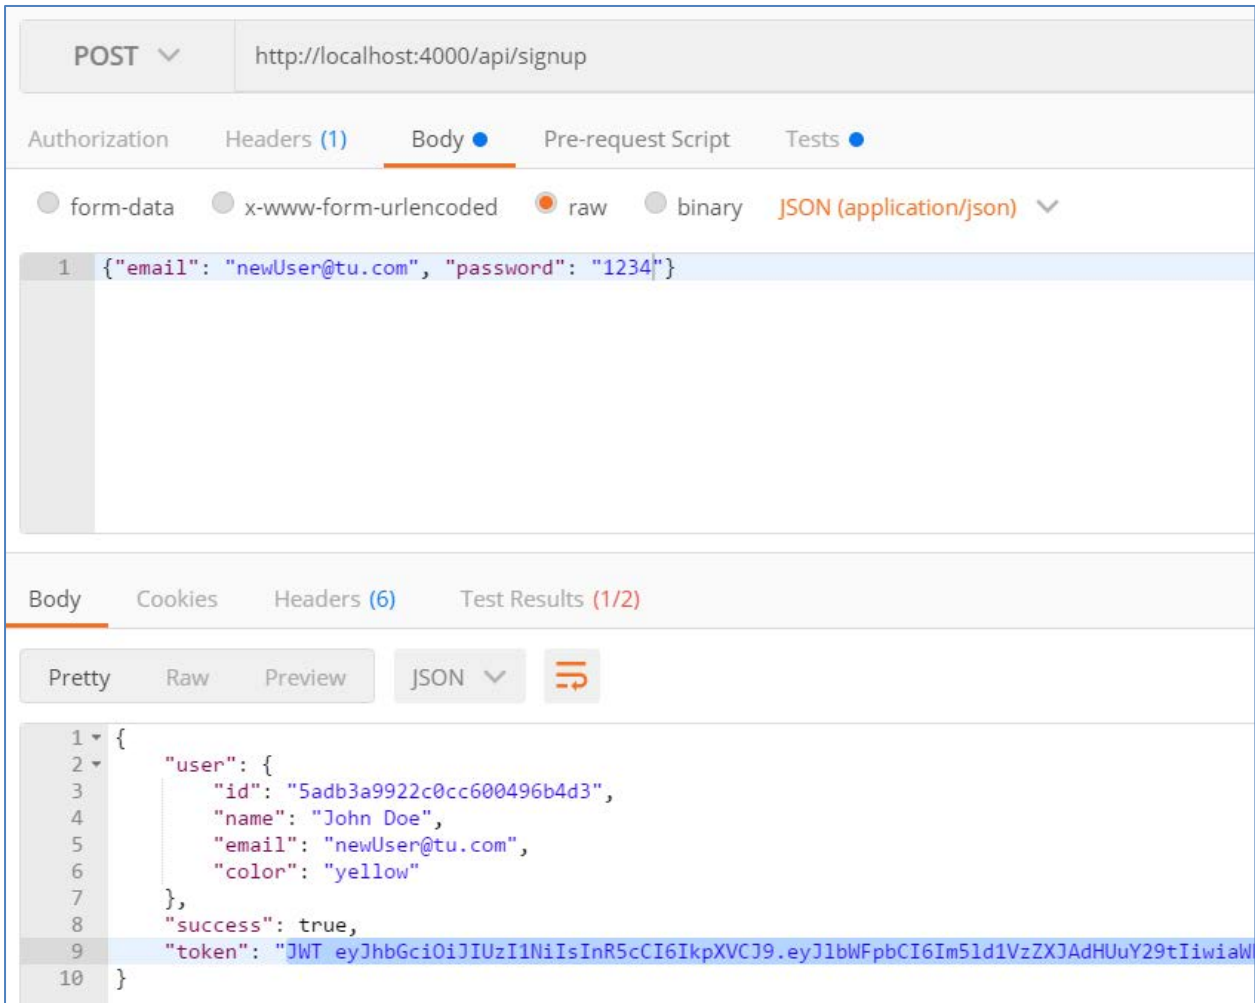 POST http://localhost:4000/api/signup
Authorization Headers (1) Body Pre-request Script Tests
form-data x-www-form-urlencoded raw binary JSON (application/json)
1 {"email": "newUser@tu.com", "password": "1234"}
Body Cookies Headers (6) Test Results (1/2)
Pretty Raw Preview JSON
1 {
2 "user": {
3 "id": "5adb3a9922c0cc600496b4d3",
4 "name": "John Doe",
5 "email": "newUser@tu.com",
6 "color": "yellow"
7 },
8 "success": true,
9 "token": "JWT eyJhbGciOiJIUzI1NiIsInR5cCI6IkpXVCJ9.eyJlbWFpbCI6Im5ld1VzZXJAdHUuY29tIiwiaW
10 }